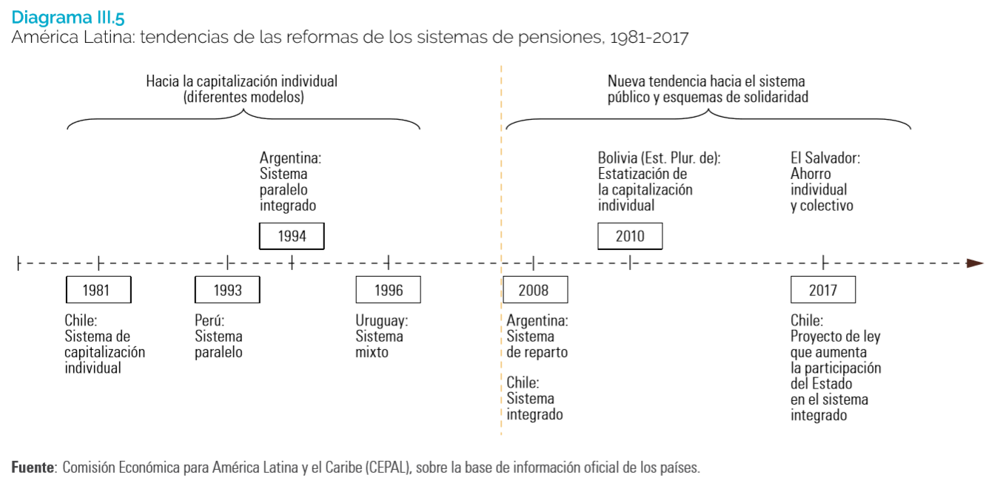 Diagrama III.5
América Latina: tendencias de las reformas de los sistemas de pensiones, 1981-2017
Hacia la capitalización individual
(diferentes modelos)
Nueva tendencia hacia el sistema
público y esquemas de solidaridad
Argentina:
Sistema
paralelo
integrado
1994
Bolivia (Est. Plur. de):
Estatización de
la capitalización
individual
2010
El Salvador:
Ahorro
individual
y colectivo
1981
Chile:
Sistema de
capitalización
individual
1993
Perú:
Sistema
paralelo
1996
Uruguay:
Sistema
mixto
2008
Argentina:
Sistema
de reparto
Chile:
Sistema
integrado
2017
Chile:
Proyecto de ley
que aumenta
la participación
del Estado
en el sistema
integrado
Fuente: Comisión Económica para América Latina y el Caribe (CEPAL), sobre la base de información oficial de los países.